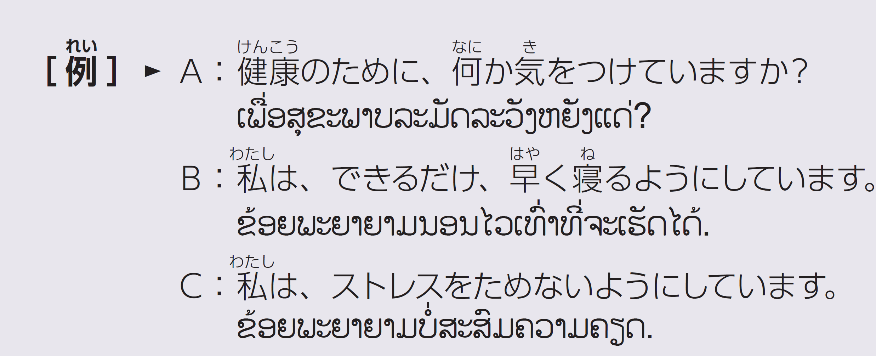 れい けんこう なに き
[例] ► A：健康のために、何か気をつけていますか？
ເພື່ອສຸຂະພາບລະມັດລະວັງຫຍັງແດ່?
わたし はや ね
B：私は、できるだけ、早く寝るようにしています。
ຂ້ອຍພະຍາຍາມນອນໄວເທົ່າທີ່ຈະເຮັດໄດ້.
わたし
C：私は、ストレスをためないようにしています。
ຂ້ອຍພະຍາຍາມບໍ່ສະສົມຄວາມຄຽດ.